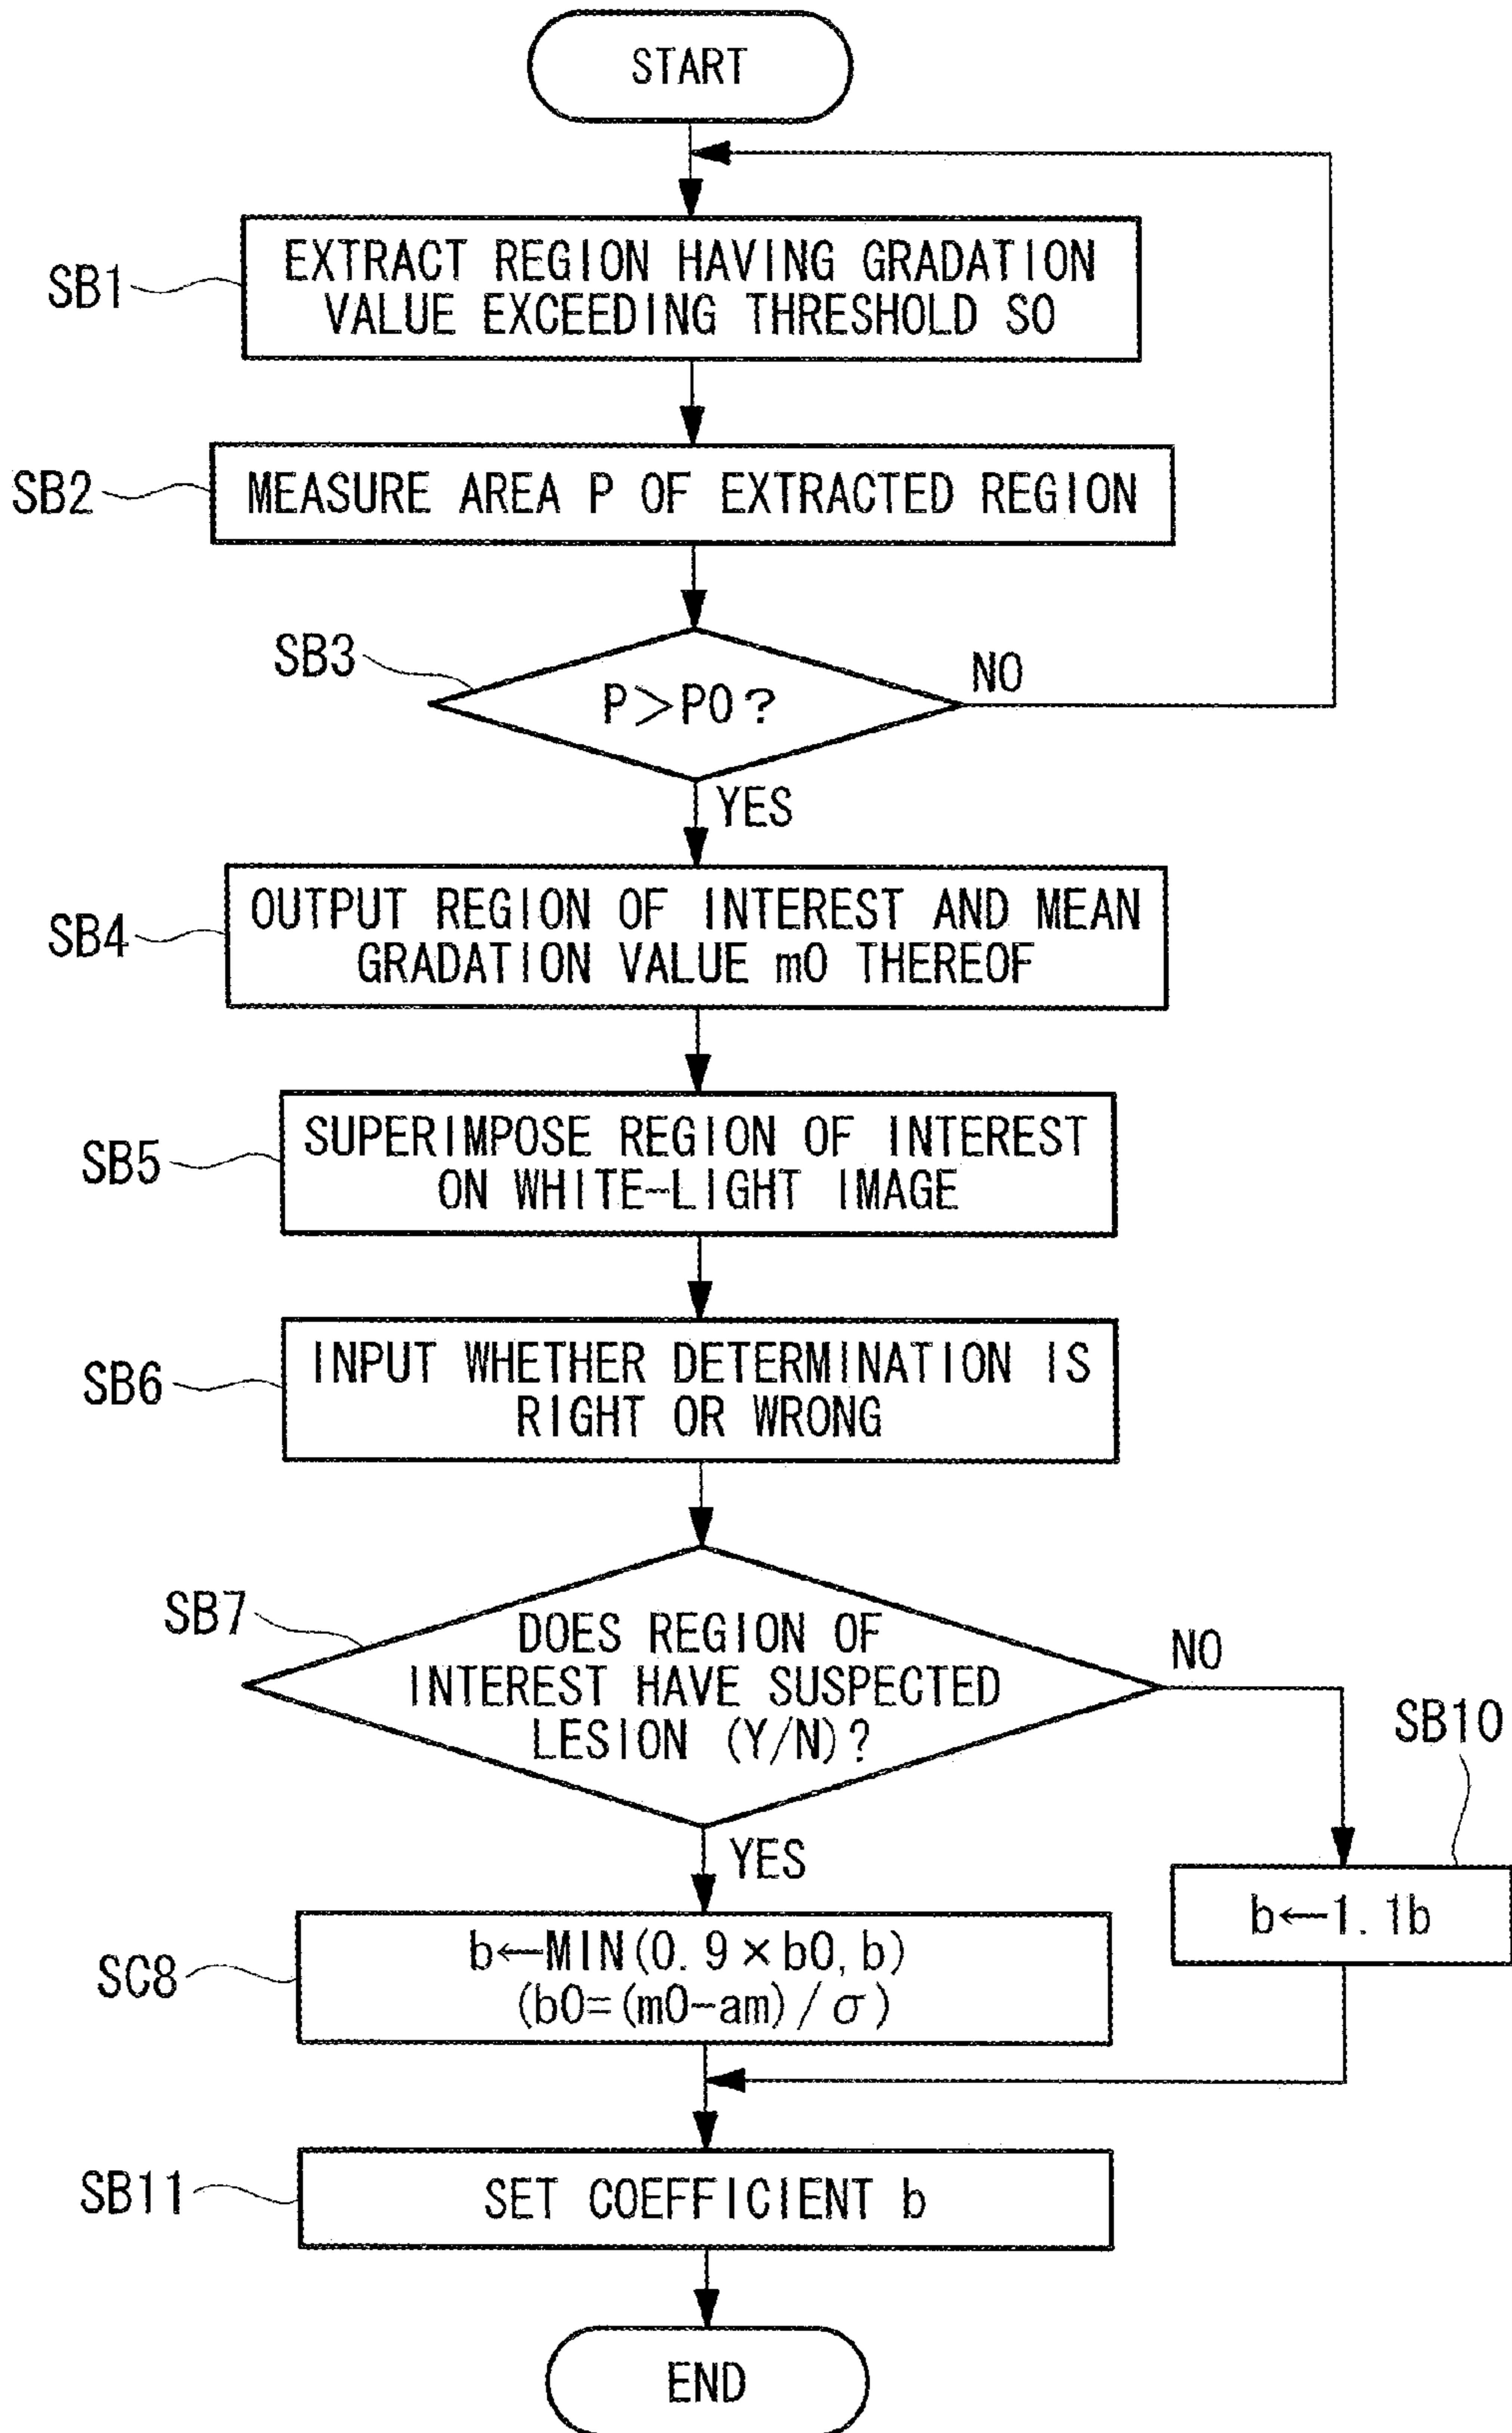 START
SB1
EXTRACT REGION HAVING GRADATION
VALUE EXCEEDING THRESHOLD S0
SB2
MEASURE AREA P OF EXTRACTED REGION
SB3
P>P0?
NO
YES
SB4
OUTPUT REGION OF INTEREST AND MEAN
GRADATION VALUE m0 THEREOF
SB5
SUPERIMPOSE REGION OF INTEREST
ON WHITE-LIGHT IMAGE
SB6
INPUT WHETHER DETERMINATION IS
RIGHT OR WRONG
SB7
DOES REGION OF
INTEREST HAVE SUSPECTED
LESION (Y/N)?
NO
YES
SB10
b←1.1b
SC8
b←MIN(0.9×b0,b)
(b0=(m0-am)/σ)
SB11
SET COEFFICIENT b
END